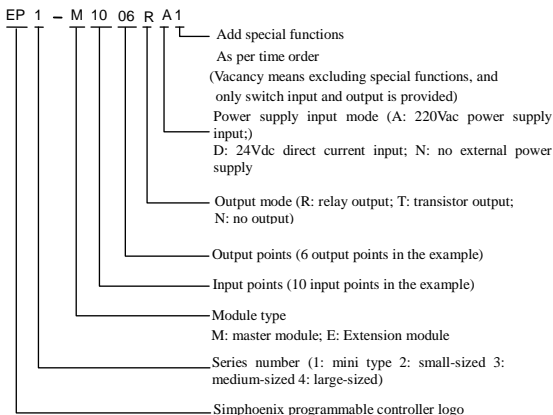 EP 1 – M 10 06 R A 1
Add special functions
As per time order
(Vacancy means excluding special functions, and
only switch input and output is provided)
Power supply input mode (A: 220Vac power supply
input;)
D: 24Vdc direct current input; N: no external power
supply
Output mode (R: relay output; T: transistor output;
N: no output)
Output points (6 output points in the example)
Input points (10 input points in the example)
Module type
M: master module; E: Extension module
Series number (1: mini type 2: small-sized 3:
medium-sized 4: large-sized)
Simphoenix programmable controller logo